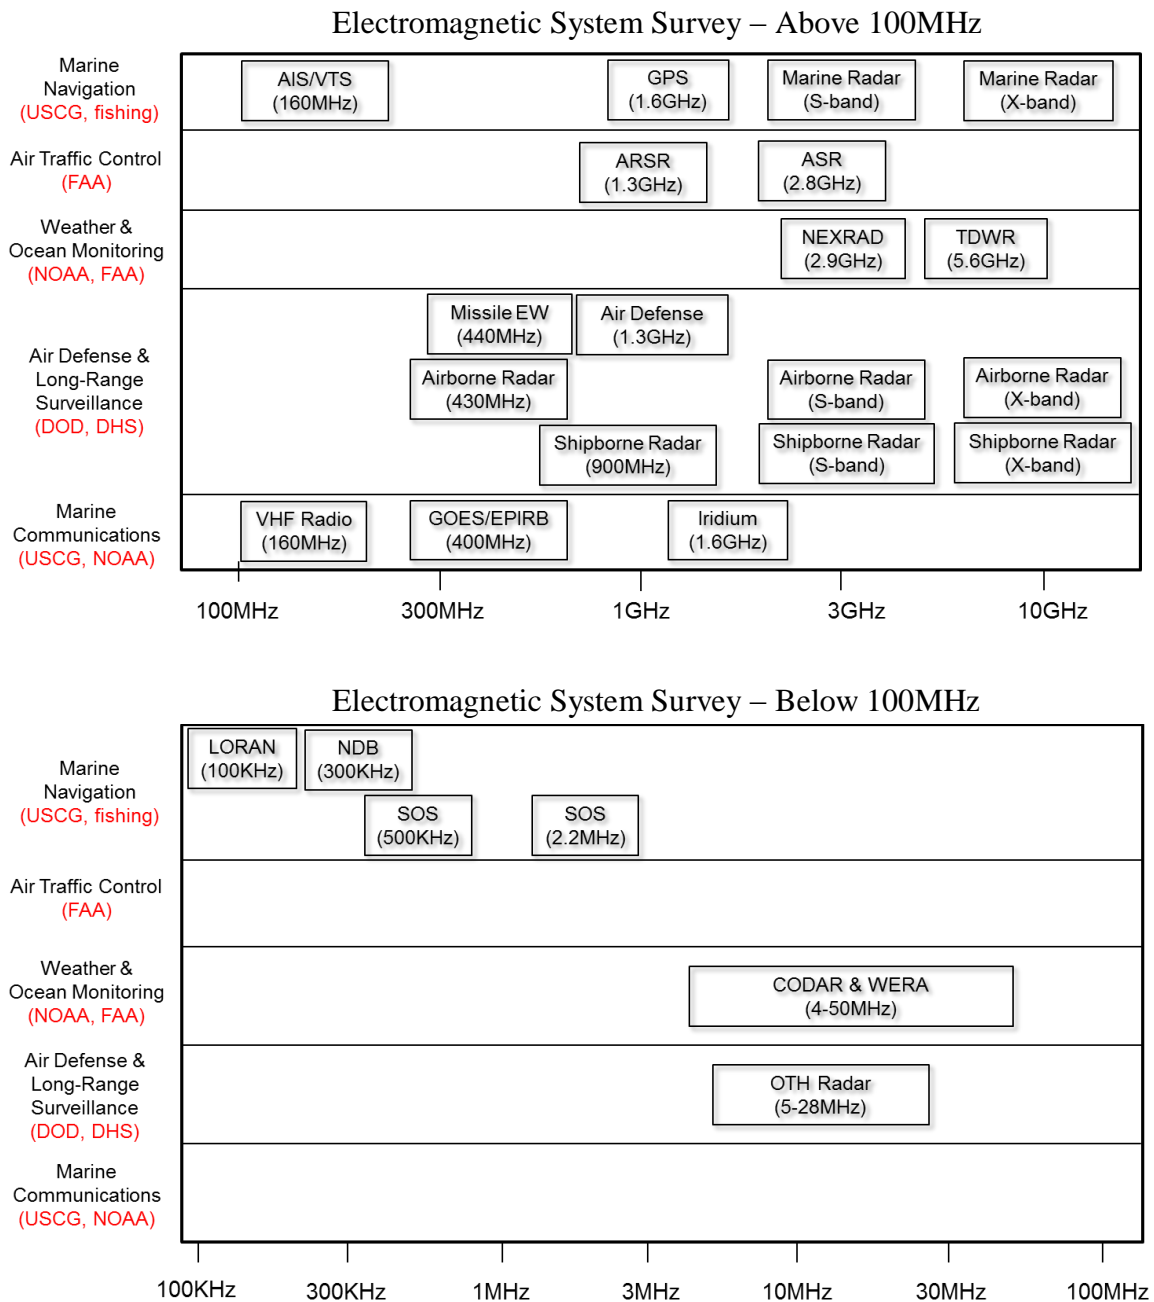 Electromagnetic System Survey – Above 100MHz
Marine
Navigation
(USCG, fishing)
AIS/VTS
(160MHz)
GPS
(1.6GHz)
Marine Radar
(S-band)
Marine Radar
(X-band)
Air Traffic Control
(FAA)
ARSR
(1.3GHz)
ASR
(2.8GHz)
Weather &
Ocean Monitoring
(NOAA, FAA)
NEXRAD
(2.9GHz)
TDWR
(5.6GHz)
Air Defense &
Long-Range
Surveillance
(DOD, DHS)
Missile EW
(440MHz)
Air Defense
(1.3GHz)
Airborne Radar
(430MHz)
Airborne Radar
(S-band)
Airborne Radar
(X-band)
Shipborne Radar
(900MHz)
Shipborne Radar
(S-band)
Shipborne Radar
(X-band)
Marine
Communications
(USCG, NOAA)
VHF Radio
(160MHz)
GOES/EPIRB
(400MHz)
Iridium
(1.6GHz)
100MHz 300MHz 1GHz 3GHz 10GHz
Electromagnetic System Survey – Below 100MHz
Marine
Navigation
(USCG, fishing)
LORAN
(100KHz)
NDB
(300KHz)
SOS
(500KHz)
SOS
(2.2MHz)
Air Traffic Control
(FAA)
Weather &
Ocean Monitoring
(NOAA, FAA)
CODAR & WERA
(4-50MHz)
Air Defense &
Long-Range
Surveillance
(DOD, DHS)
OTH Radar
(5-28MHz)
Marine
Communications
(USCG, NOAA)
100KHz 300KHz 1MHz 3MHz 10MHz 30MHz 100MHz